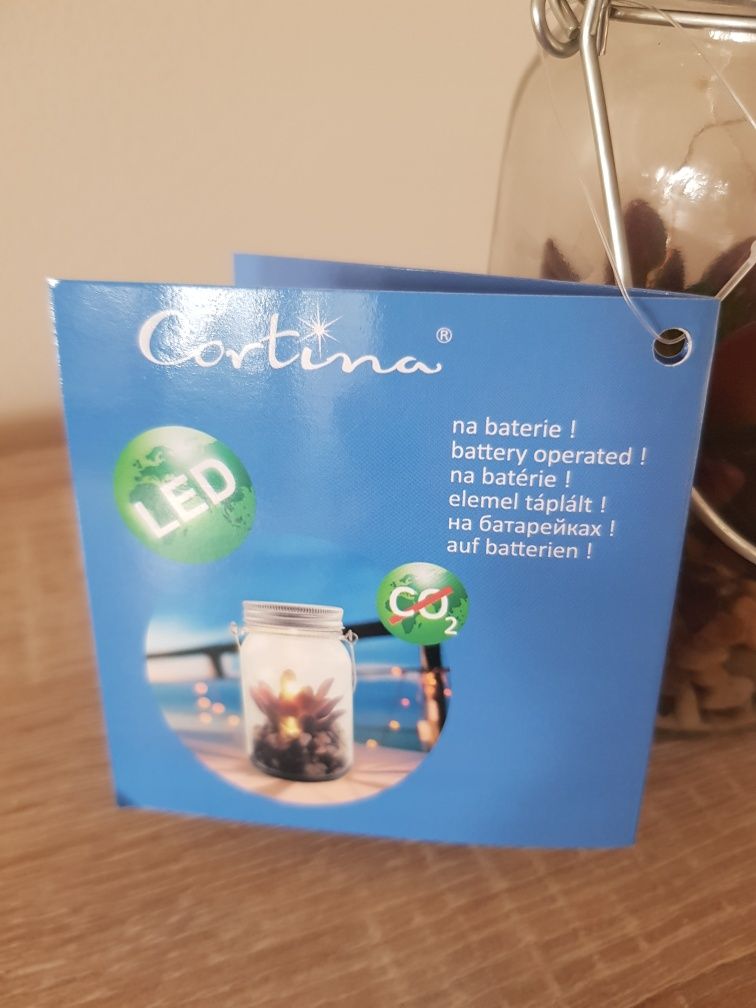 Cortina®
na baterie !
battery operated !
na batérie !
elemel táplált !
на батарейках !
auf batterien !
LED
CO2